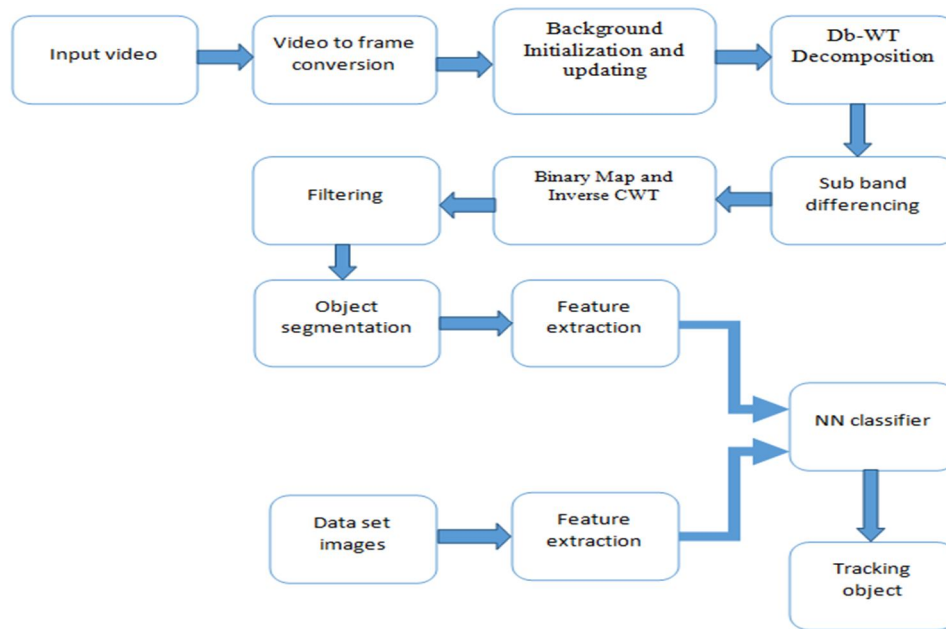 Input video
Video to frame
conversion
Background
Initialization and
updating
Db-WT
Decomposition
Filtering
Binary Map and
Inverse CWT
Sub band
differencing
Object
segmentation
Feature
extraction
NN classifier
Data set
images
Feature
extraction
Tracking
object